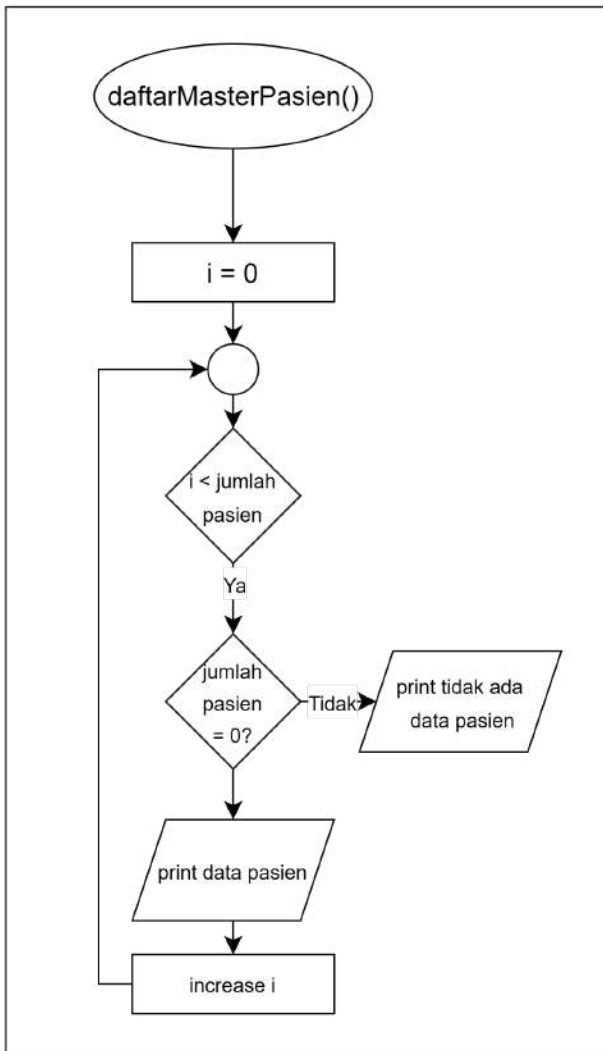 daftarMasterPasien()
i = 0
i < jumlah
pasien
Ya
jumlah
pasien
= 0?
Tidak
print tidak ada
data pasien
print data pasien
increase i